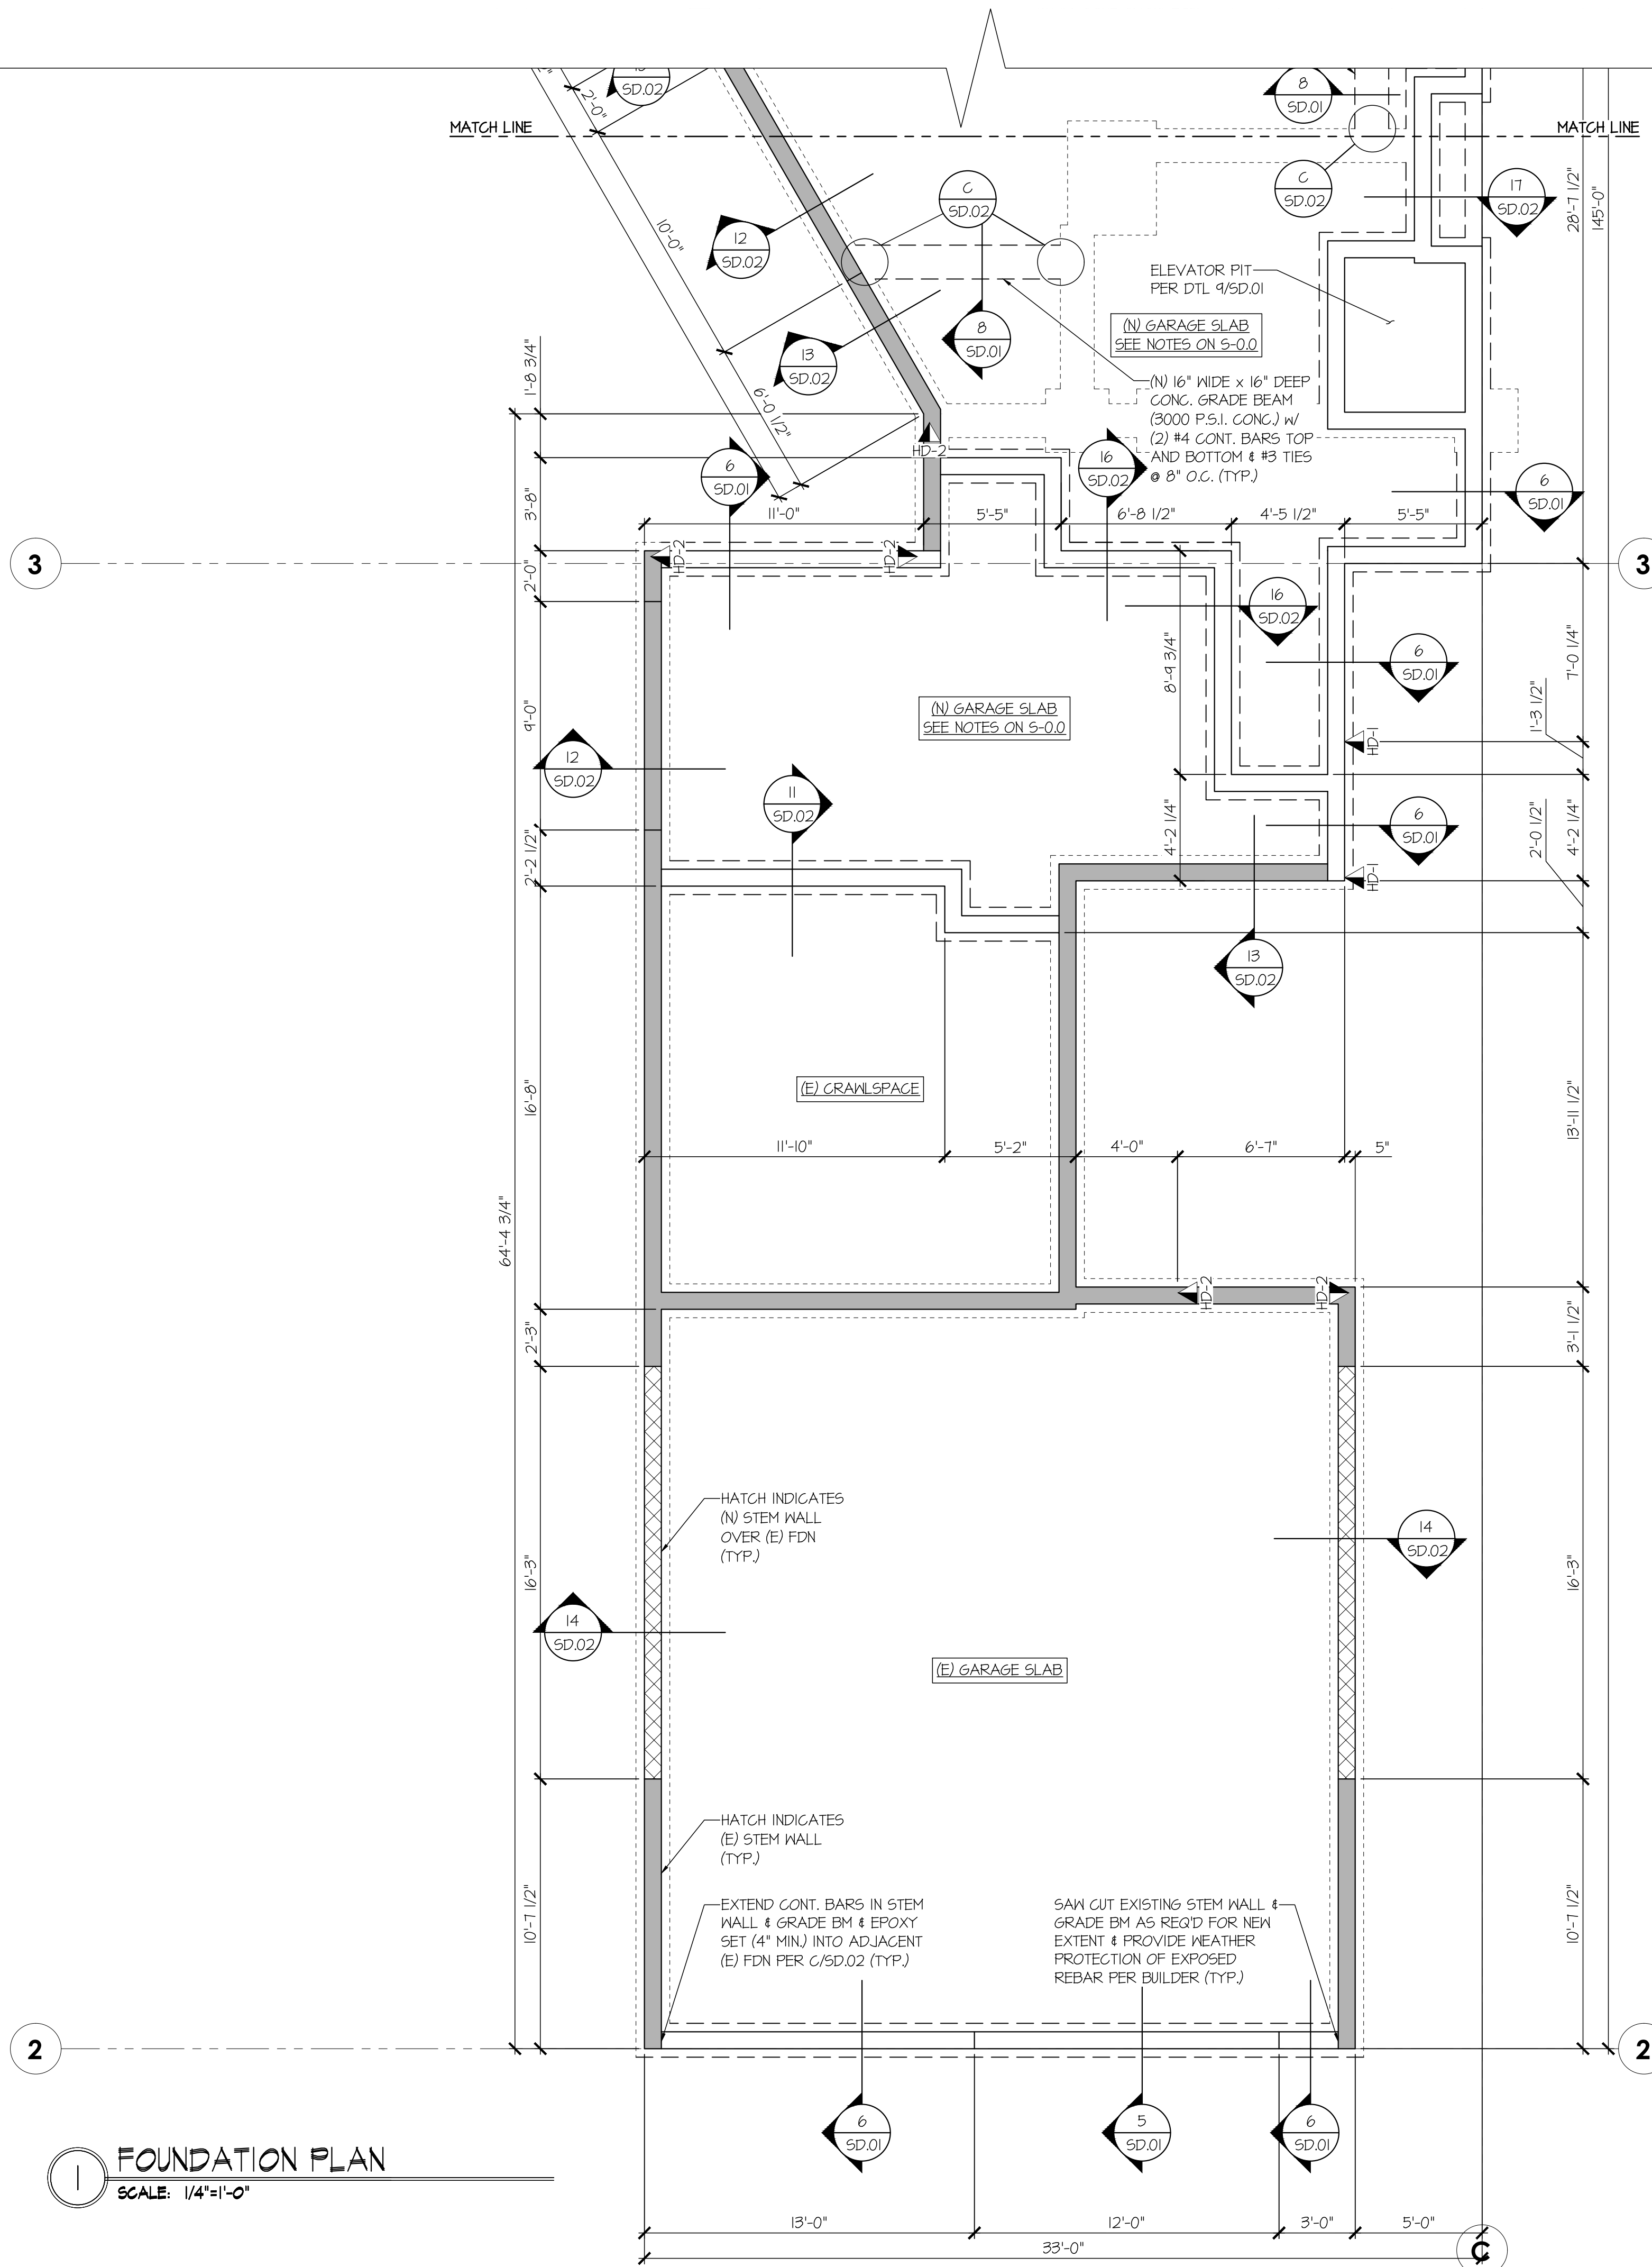 SD.02
2'-0"
MATCH LINE
MATCH LINE
8
SD.01
C
SD.02
C
SD.02
17
SD.02
28'-7 1/2"
145'-0"
12
SD.02
10'-0"
ELEVATOR PIT
PER DTL 9/SD.01
8
SD.01
(N) GARAGE SLAB
SEE NOTES ON S-0.0
13
SD.02
1'-8 3/4"
6'-0 1/2"
(N) 16" WIDE x 16" DEEP
CONC. GRADE BEAM
(3000 P.S.I. CONC.) W/
(2) #4 CONT. BARS TOP
AND BOTTOM & #3 TIES
@ 8" O.C. (TYP.)
HD-2
6
SD.01
16
SD.02
6
SD.01
3'-8"
11'-0"
5'-5"
6'-8 1/2"
4'-5 1/2"
5'-5"
3
HD-2
HD-2
3
2'-0"
16
SD.02
8'-9 3/4"
6
SD.01
7'-0 1/4"
1'-3 1/2"
9'-0"
(N) GARAGE SLAB
SEE NOTES ON S-0.0
HD-1
12
SD.02
11
SD.02
6
SD.01
4'-2 1/4"
2'-0 1/2"
4'-2 1/4"
2'-2 1/2"
HD-1
13
SD.02
(E) CRAWLSPACE
16'-8"
13'-11 1/2"
11'-10"
5'-2"
4'-0"
6'-7"
5"
64'-4 3/4"
HD-2
HD-2
2'-3"
3'-1 1/2"
HATCH INDICATES
(N) STEM WALL
OVER (E) FDN
(TYP.)
14
SD.02
16'-3"
16'-3"
14
SD.02
(E) GARAGE SLAB
HATCH INDICATES
(E) STEM WALL
(TYP.)
10'-7 1/2"
10'-7 1/2"
EXTEND CONT. BARS IN STEM
WALL & GRADE BM & EPOXY
SET (4" MIN.) INTO ADJACENT
(E) FDN PER C/SD.02 (TYP.)
SAW CUT EXISTING STEM WALL &
GRADE BM AS REQ'D FOR NEW
EXTENT & PROVIDE WEATHER
PROTECTION OF EXPOSED
REBAR PER BUILDER (TYP.)
2
2
6
SD.01
5
SD.01
6
SD.01
1
FOUNDATION PLAN
SCALE: 1/4"=1'-0"
13'-0"
12'-0"
3'-0"
5'-0"
33'-0"